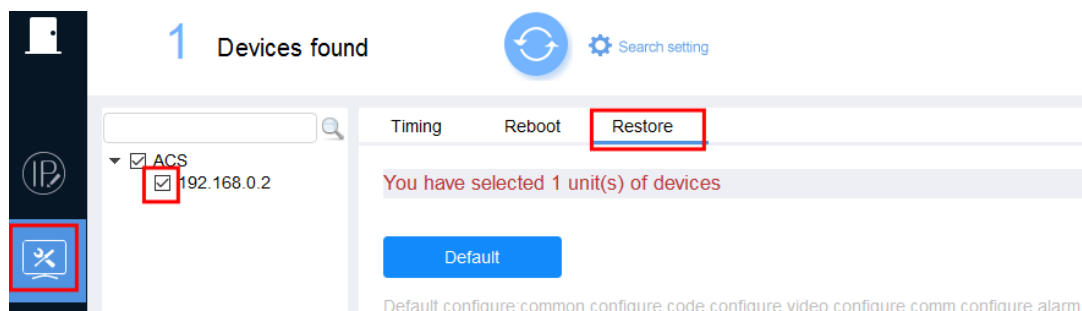 1 Devices found
Search setting
Timing Reboot Restore
ACS
192.168.0.2
You have selected 1 unit(s) of devices
IP
Default
Default configure:common configure code configure video configure comm configure alarm